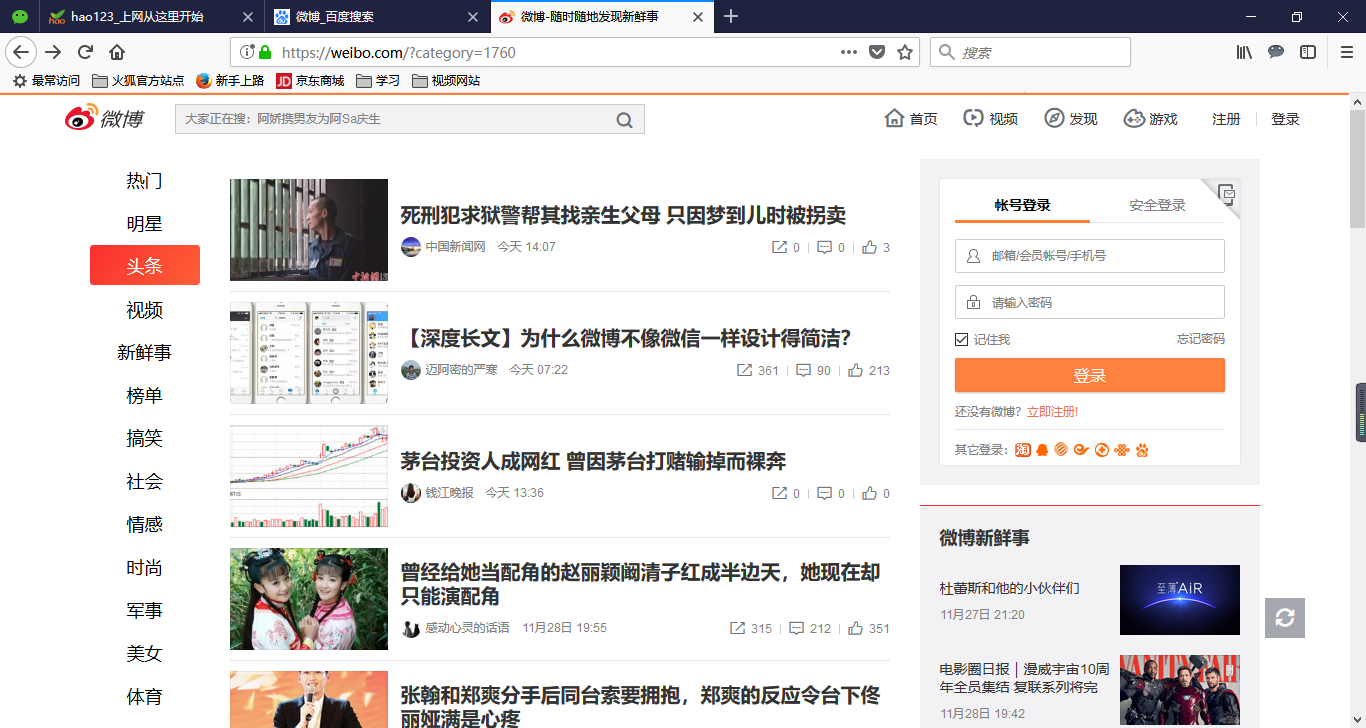 hao123_上网从这里开始
微博_百度搜索
微博-随时随地发现新鲜事
https://weibo.com/?category=1760
搜索
最常访问
火狐官方站点
新手上路
JD
京东商城
学习
视频网站
微博
大家正在搜：阿娇携男友为阿Sa庆生
首页
视频
发现
游戏
注册
登录
热门
明星
头条
视频
新鲜事
榜单
搞笑
社会
情感
时尚
军事
美女
体育
死刑犯求狱警帮其找亲生父母 只因梦到儿时被拐卖
中国新闻网 今天 14:07
0 0 3
【深度长文】为什么微博不像微信一样设计得简洁？
迈阿密的严寒 今天 07:22
361 90 213
茅台投资人成网红 曾因茅台打赌输掉而裸奔
钱江晚报 今天 13:36
0 0 0
曾经给她当配角的赵丽颖阚清子红成半边天，她现在却
只能演配角
感动心灵的话语 11月28日 19:55
315 212 351
张翰和郑爽分手后同台索要拥抱，郑爽的反应令台下佟
丽娅满是心疼
帐号登录
安全登录
邮箱/会员帐号/手机号
请输入密码
记住我
忘记密码
登录
还没有微博？立即注册!
其它登录：
淘
微博新鲜事
杜蕾斯和他的小伙伴们
11月27日 21:20
至薄AiR
电影圈日报｜漫威宇宙10周
年全员集结 复联系列将完
11月28日 19:42